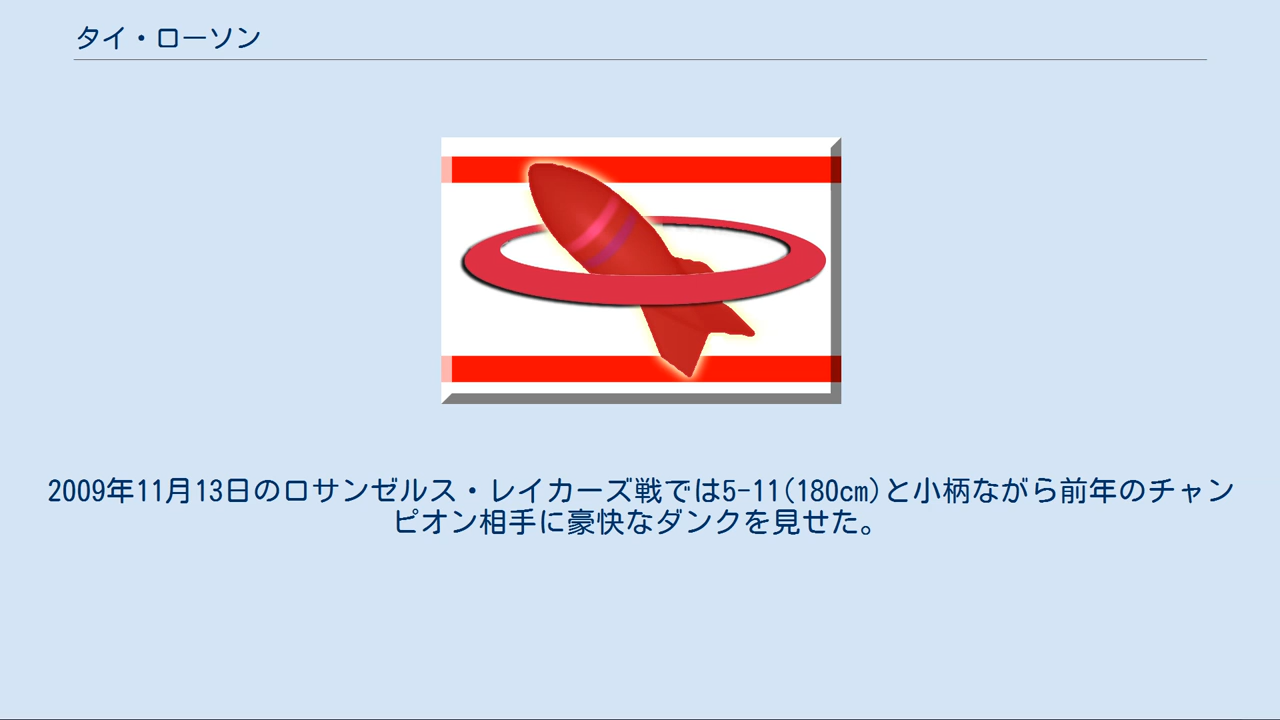 タイ・ローソン
2009年11月13日のロサンゼルス・レイカーズ戦では5-11(180cm)と小柄ながら前年のチャン
ピオン相手に豪快なダンクを見せた。